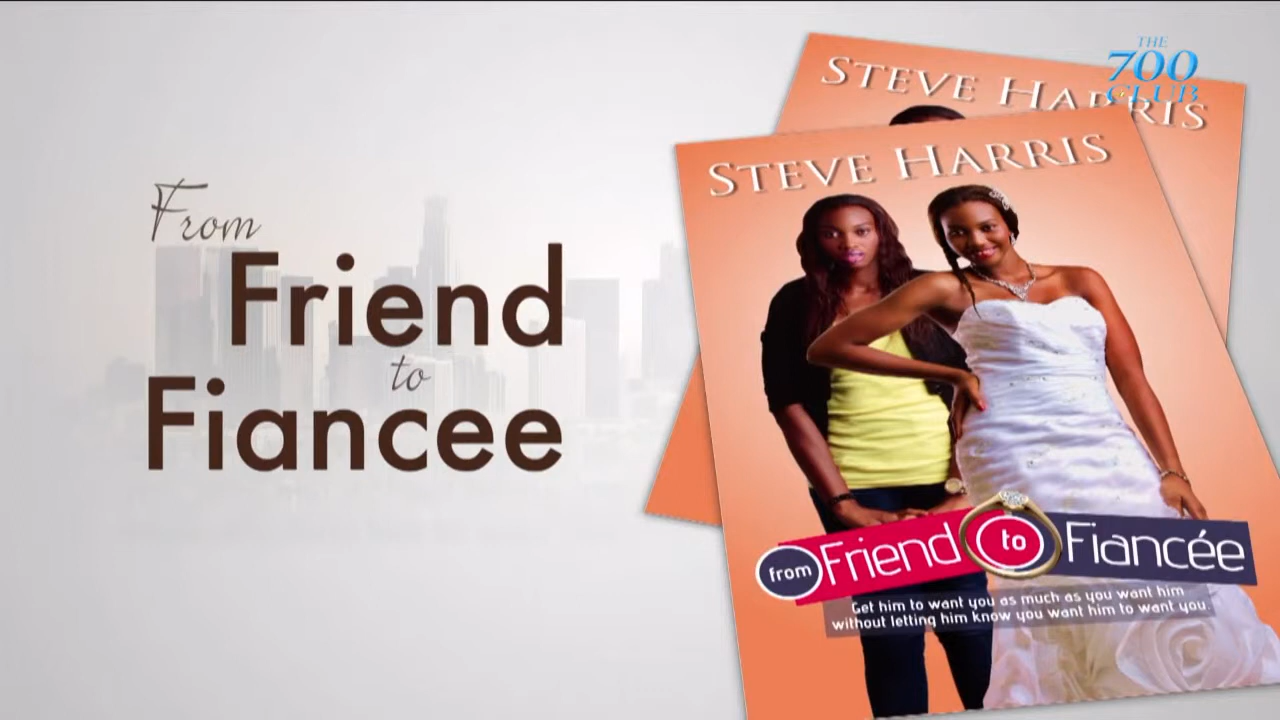 From
Friend
to
Fiancee
THE
700
CLUB
STEVE HARRIS
STEVE HARRIS
from Friend to Fiancée
Get him to want you as much as you want him
without letting him know you want him to want you.